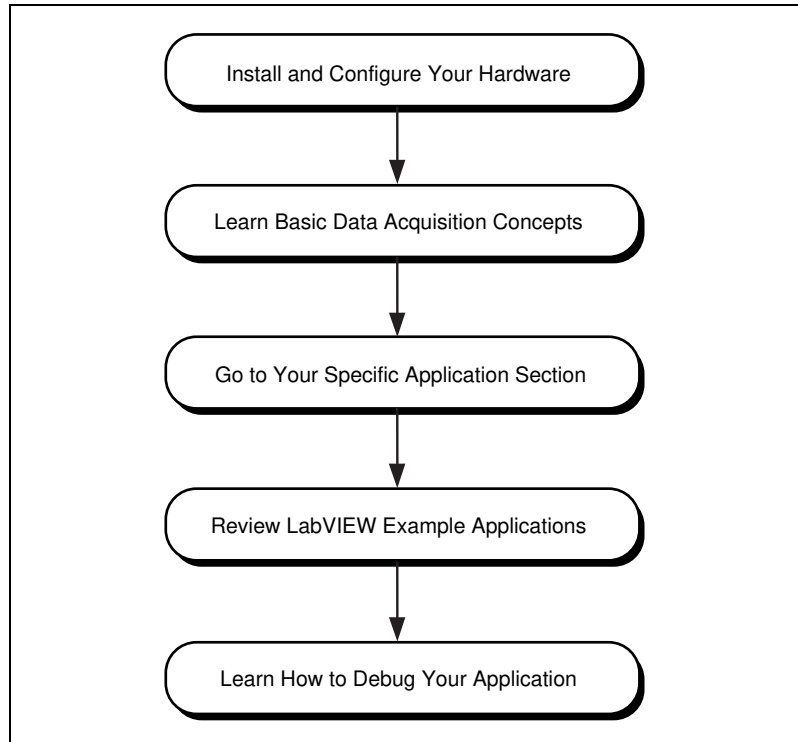 Install and Configure Your Hardware
Learn Basic Data Acquisition Concepts
Go to Your Specific Application Section
Review LabVIEW Example Applications
Learn How to Debug Your Application